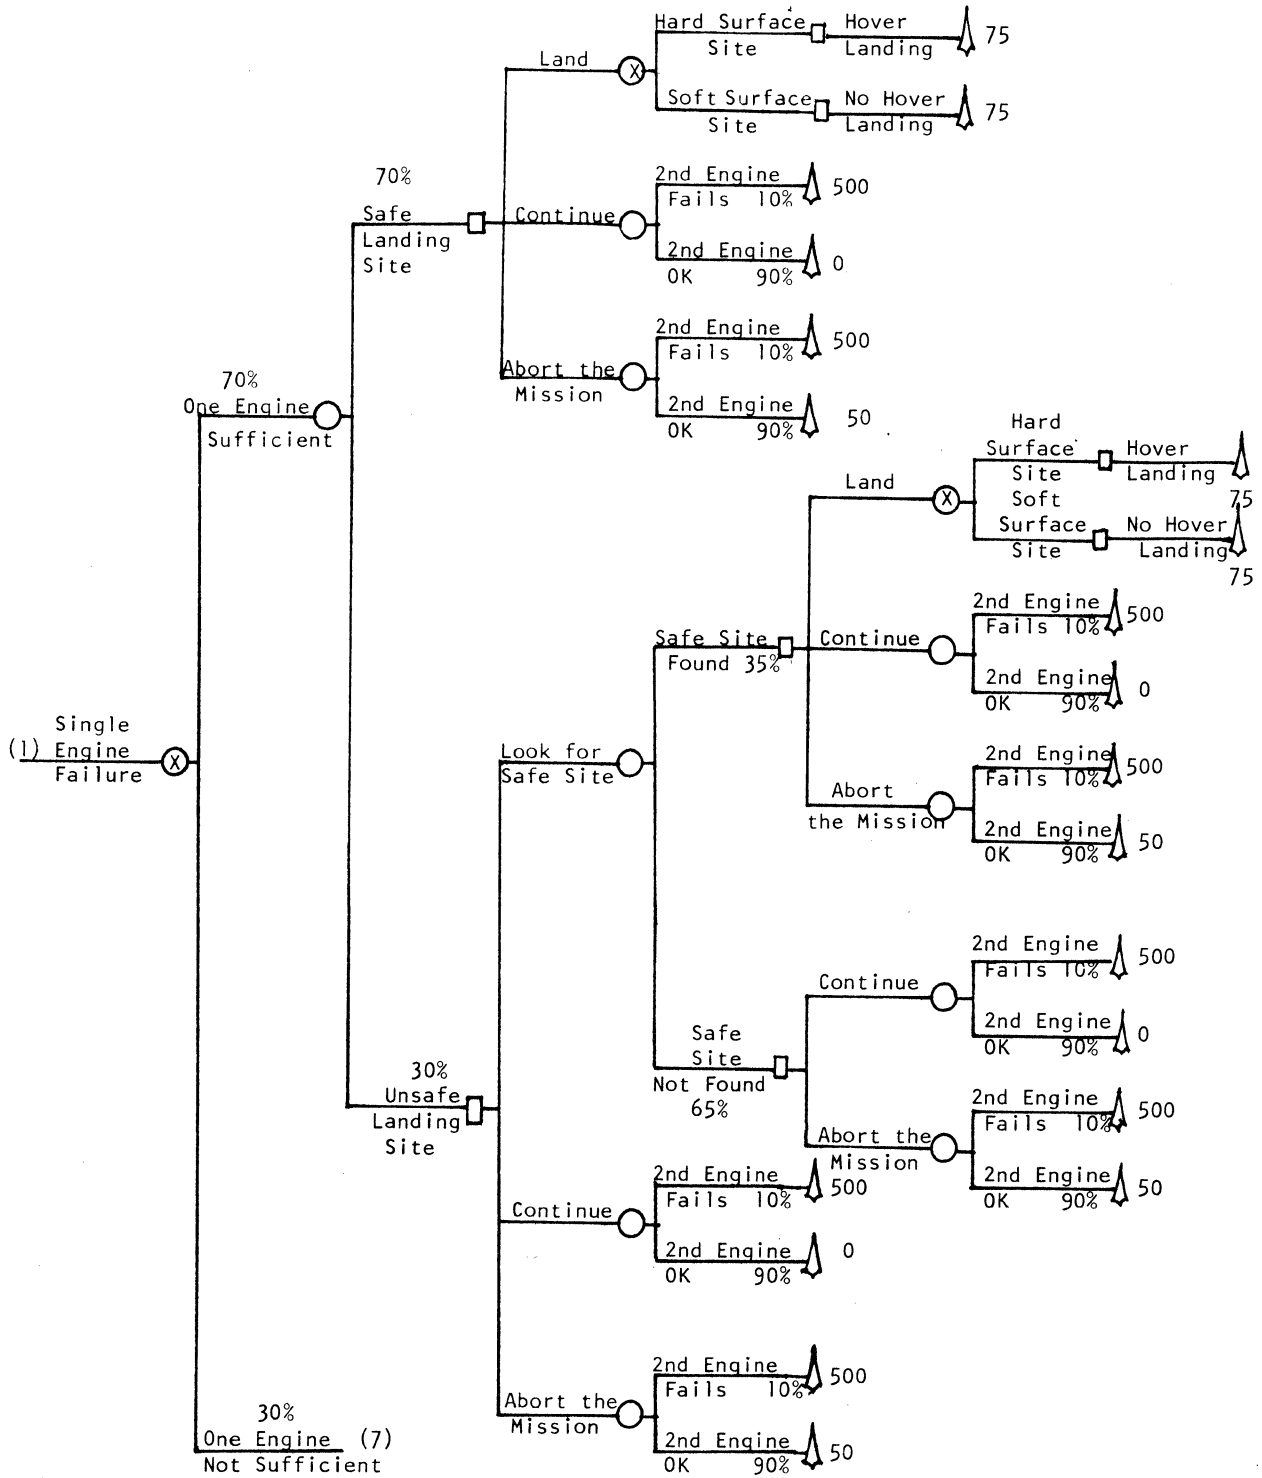 Hard Surface
Site
Hover
Landing
75
Land
X
Soft Surface
Site
No Hover
Landing
75
70%
Safe
Landing
Site
2nd Engine
Fails 10%
500
Continue
2nd Engine
OK 90%
0
2nd Engine
Fails 10%
500
Abort the
Mission
2nd Engine
OK 90%
50
70%
One Engine
Sufficient
Hard
Surface
Site
Hover
Landing
75
Land
X
Soft
Surface
Site
No Hover
Landing
75
2nd Engine
Fails 10%
500
Safe Site
Found 35%
Continue
2nd Engine
OK 90%
0
(1) Single
Engine
Failure
X
Look for
Safe Site
2nd Engine
Fails 10%
500
Abort
the Mission
2nd Engine
OK 90%
50
2nd Engine
Fails 10%
500
Continue
2nd Engine
OK 90%
0
Safe
Site
Not Found
65%
30%
Unsafe
Landing
Site
2nd Engine
Fails 10%
500
Abort the
Mission
2nd Engine
OK 90%
50
2nd Engine
Fails 10%
500
Continue
2nd Engine
OK 90%
0
2nd Engine
Fails 10%
500
Abort the
Mission
2nd Engine
OK 90%
50
30%
One Engine (7)
Not Sufficient